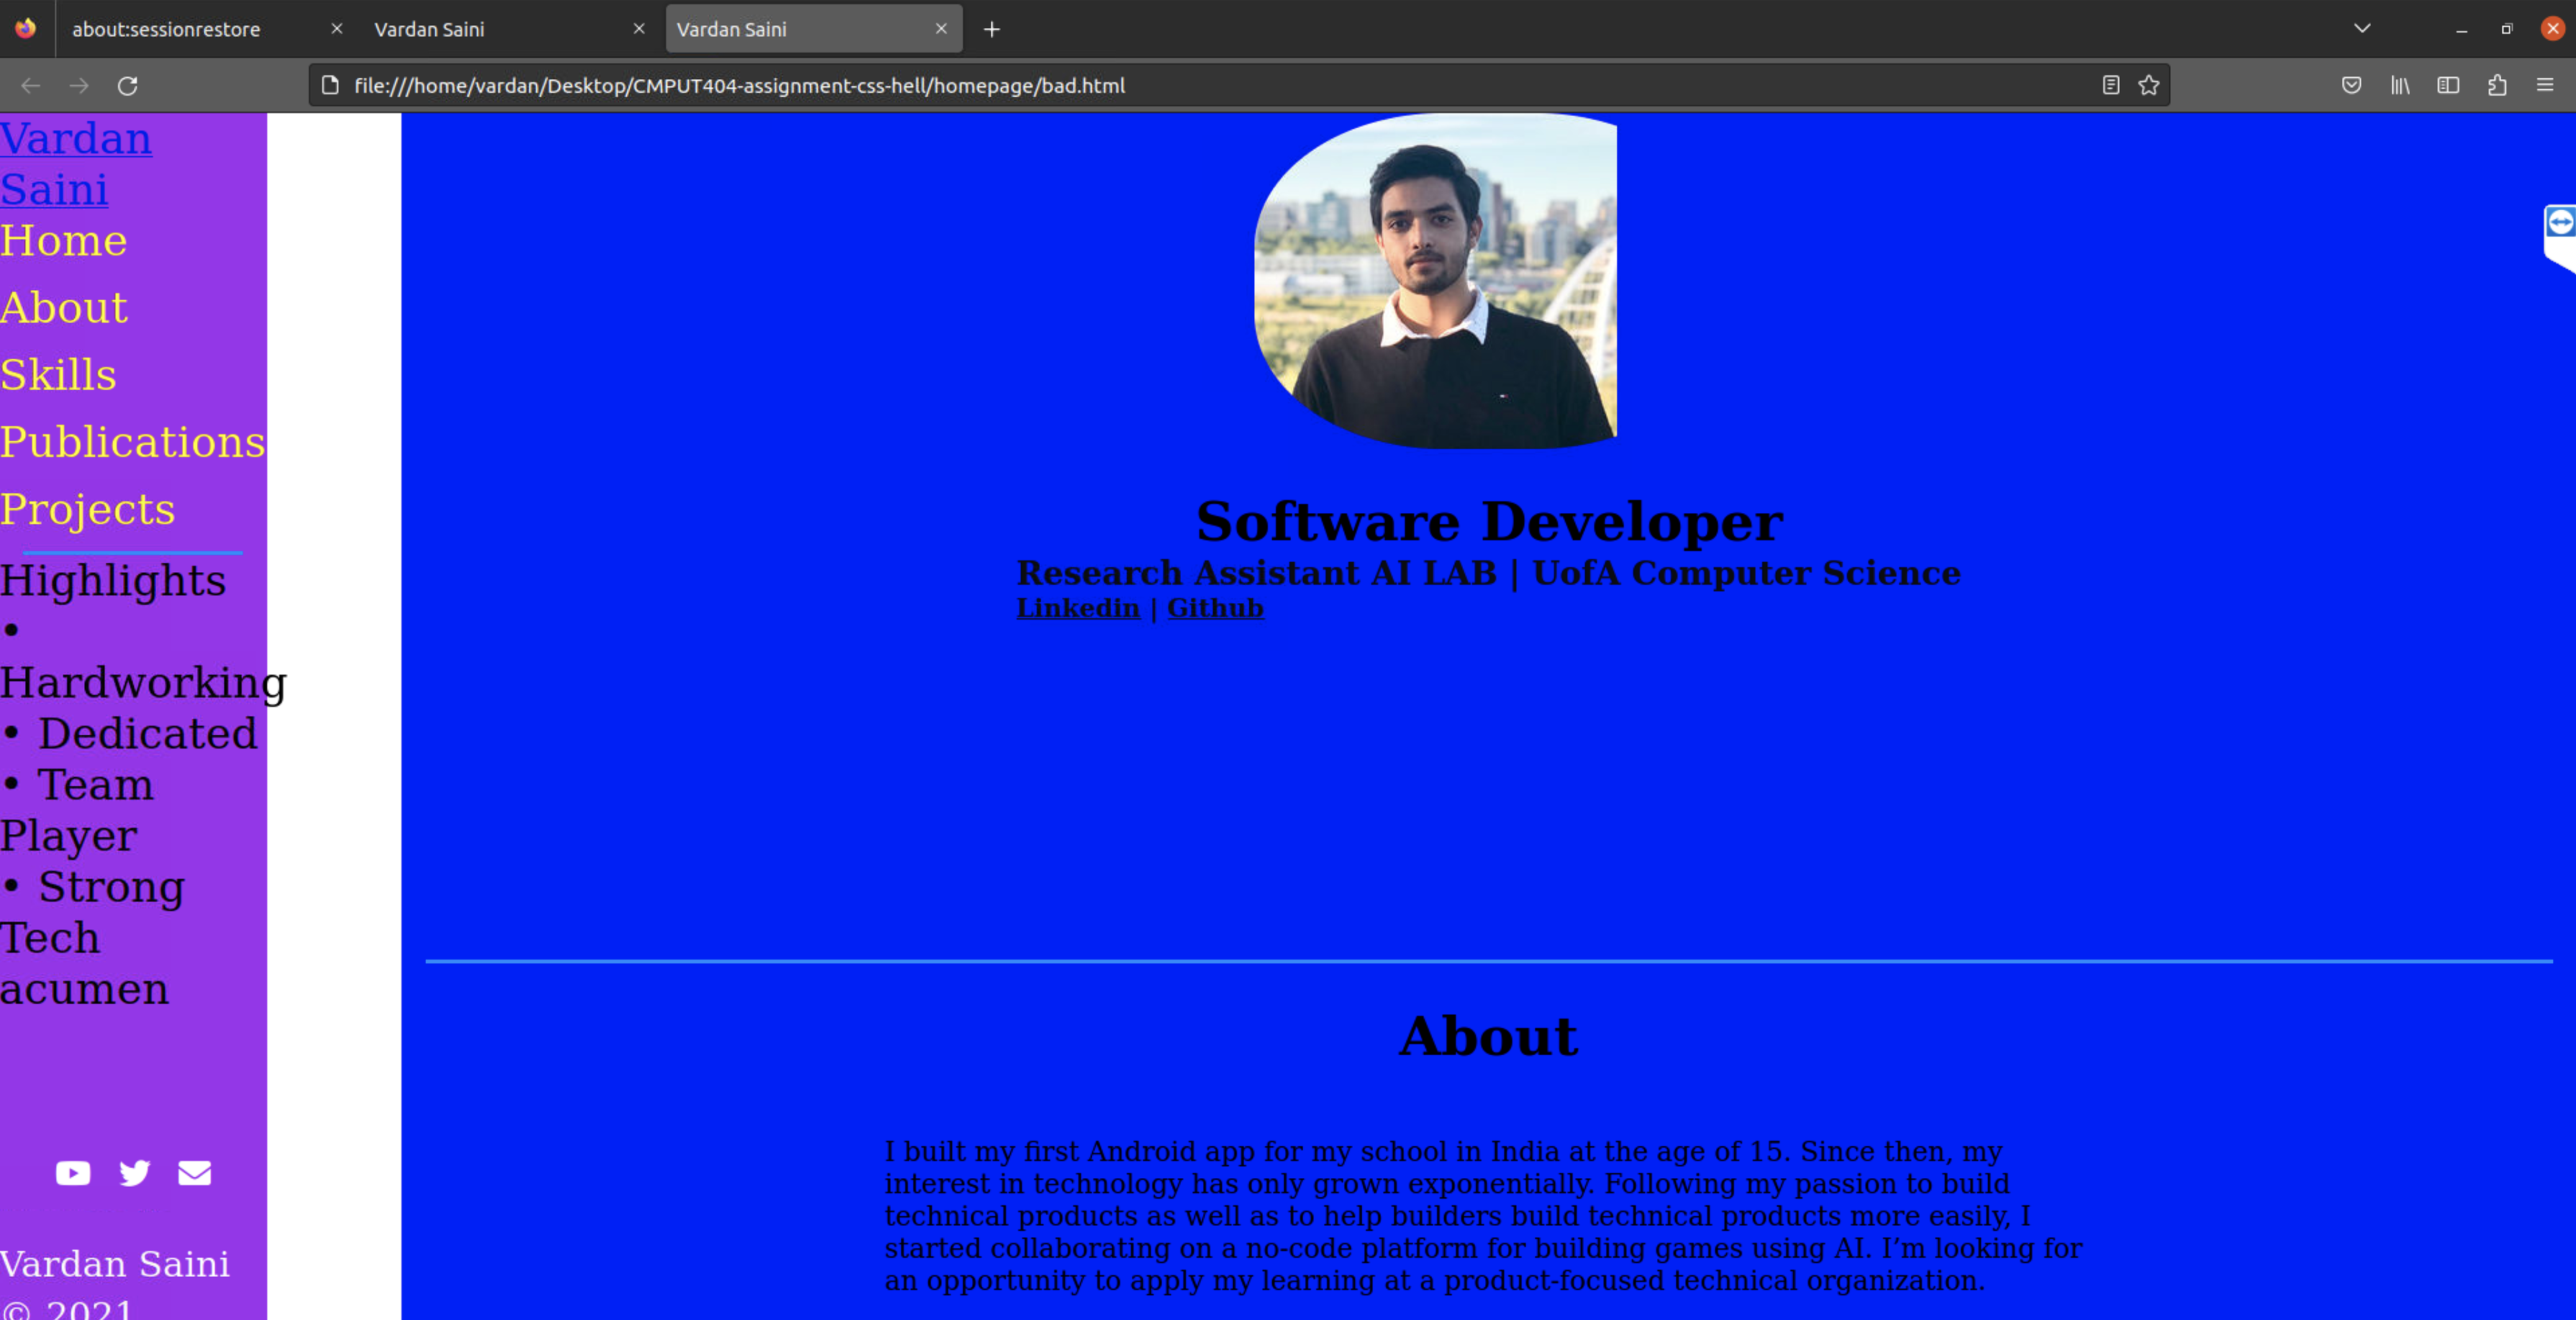 about:sessionrestore
Vardan Saini
Vardan Saini
file:///home/vardan/Desktop/CMPUT404-assignment-css-hell/homepage/bad.html
Vardan
Saini
Home
About
Skills
Publications
Projects
Highlights
•
Hardworking
• Dedicated
• Team
Player
• Strong
Tech
acumen
Vardan Saini
© 2021
Software Developer
Research Assistant AI LAB | UofA Computer Science
Linkedin | Github
About
I built my first Android app for my school in India at the age of 15. Since then, my
interest in technology has only grown exponentially. Following my passion to build
technical products as well as to help builders build technical products more easily, I
started collaborating on a no-code platform for building games using AI. I’m looking for
an opportunity to apply my learning at a product-focused technical organization.